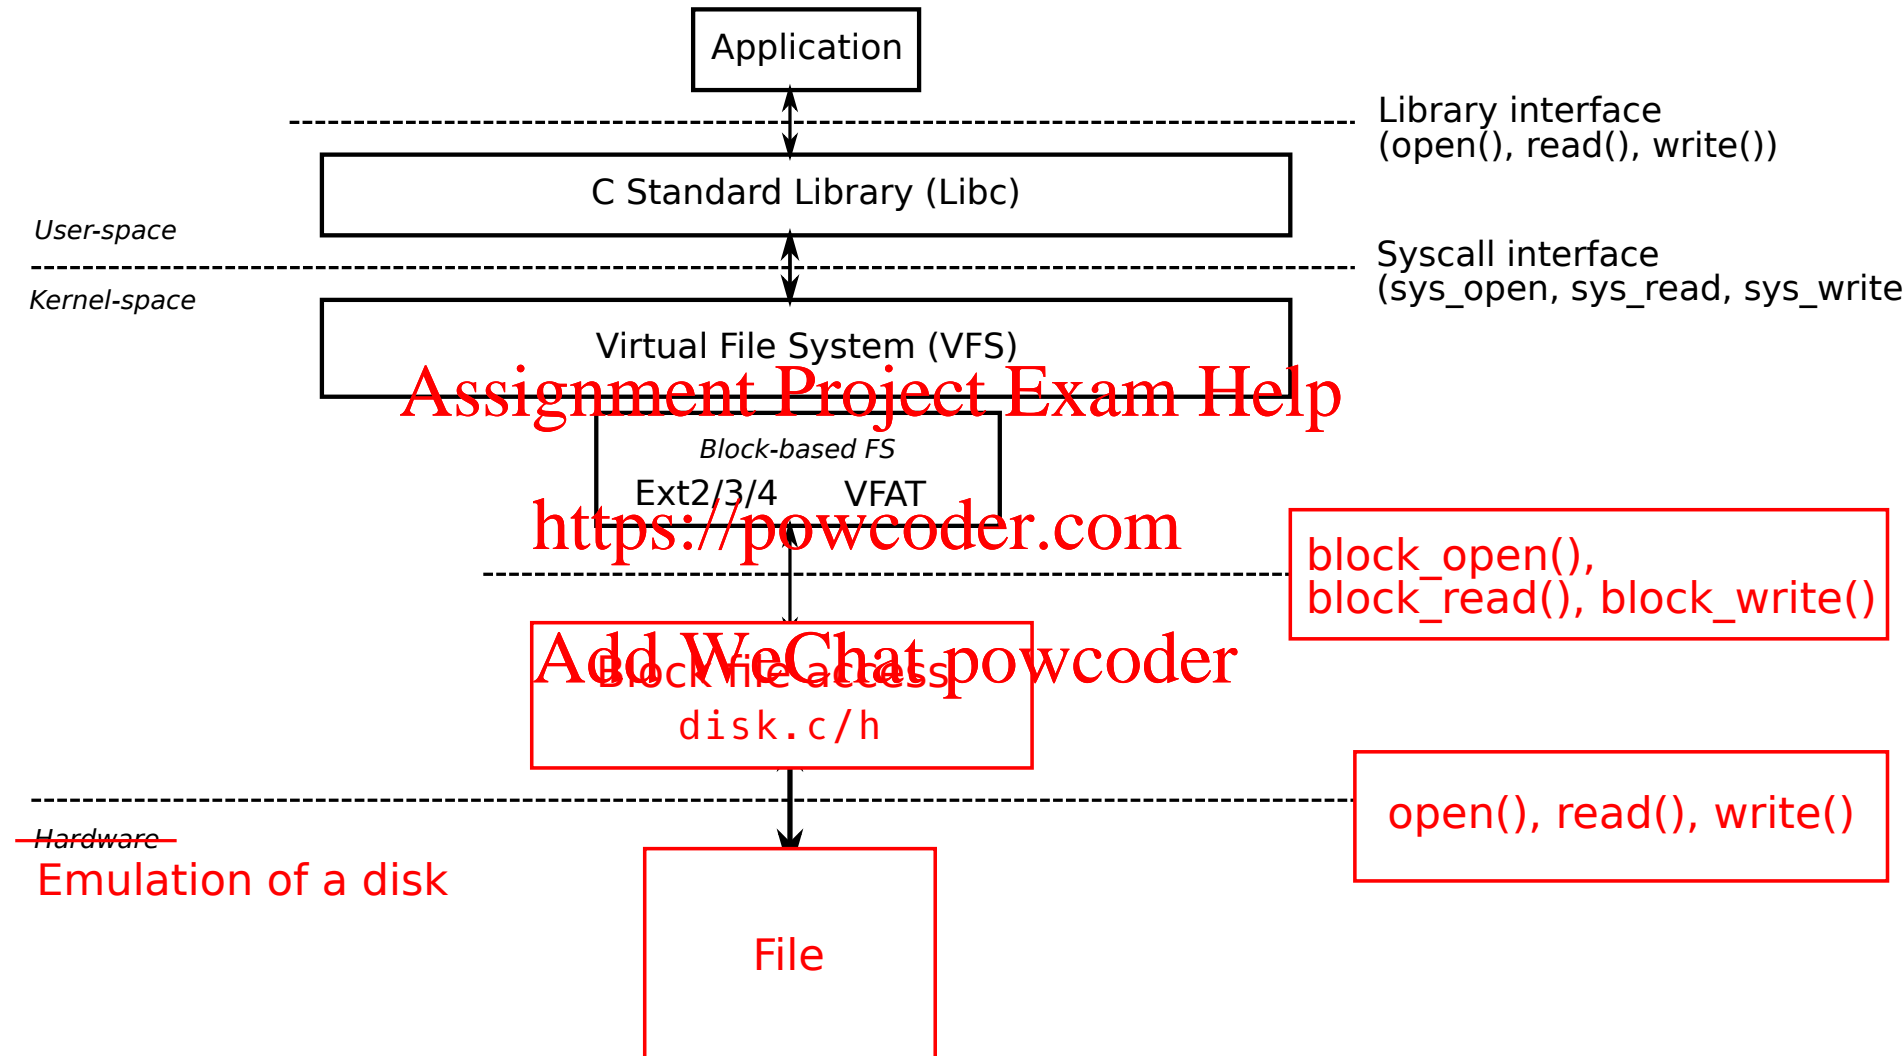 Application
Library interface
(open(), read(), write())
C Standard Library (Libc)
User-space
Syscall interface
(sys_open, sys_read, sys_write
Kernel-space
Virtual File System (VFS)
Assignment Project Exam Help
Block-based FS
Ext2/3/4 VFAT
https://powcoder.com
block_open(),
block_read(), block_write()
Add WeChat powcoder
Block file access
disk.c/h
open(), read(), write()
Hardware
Emulation of a disk
File